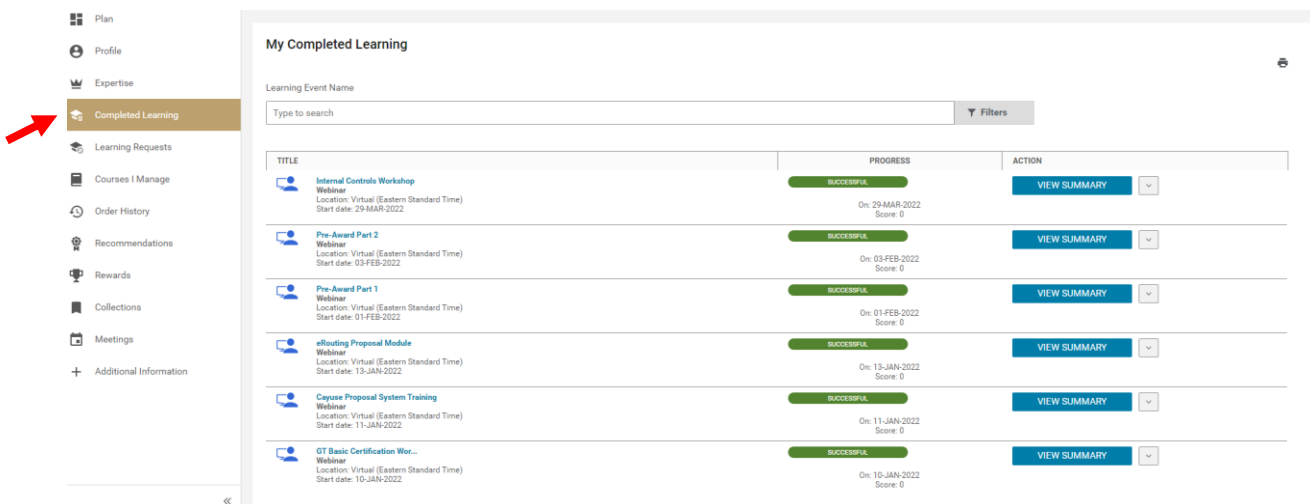 Plan
Profile
Expertise
Completed Learning
Learning Requests
Courses I Manage
Order History
Recommendations
Rewards
Collections
Meetings
Additional Information
My Completed Learning
Learning Event Name
Type to search
Filters
TITLE PROGRESS ACTION
Internal Controls Workshop
Webinar
Location: Virtual (Eastern Standard Time)
Start date: 29-MAR-2022
SUCCESSFUL
On: 29-MAR-2022
Score: 0
VIEW SUMMARY
Pre-Award Part 2
Webinar
Location: Virtual (Eastern Standard Time)
Start date: 03-FEB-2022
SUCCESSFUL
On: 03-FEB-2022
Score: 0
VIEW SUMMARY
Pre-Award Part 1
Webinar
Location: Virtual (Eastern Standard Time)
Start date: 01-FEB-2022
SUCCESSFUL
On: 01-FEB-2022
Score: 0
VIEW SUMMARY
eRouting Proposal Module
Webinar
Location: Virtual (Eastern Standard Time)
Start date: 13-JAN-2022
SUCCESSFUL
On: 13-JAN-2022
Score: 0
VIEW SUMMARY
Cayuse Proposal System Training
Webinar
Location: Virtual (Eastern Standard Time)
Start date: 11-JAN-2022
SUCCESSFUL
On: 11-JAN-2022
Score: 0
VIEW SUMMARY
GT Basic Certification Wor...
Webinar
Location: Virtual (Eastern Standard Time)
Start date: 10-JAN-2022
SUCCESSFUL
On: 10-JAN-2022
Score: 0
VIEW SUMMARY